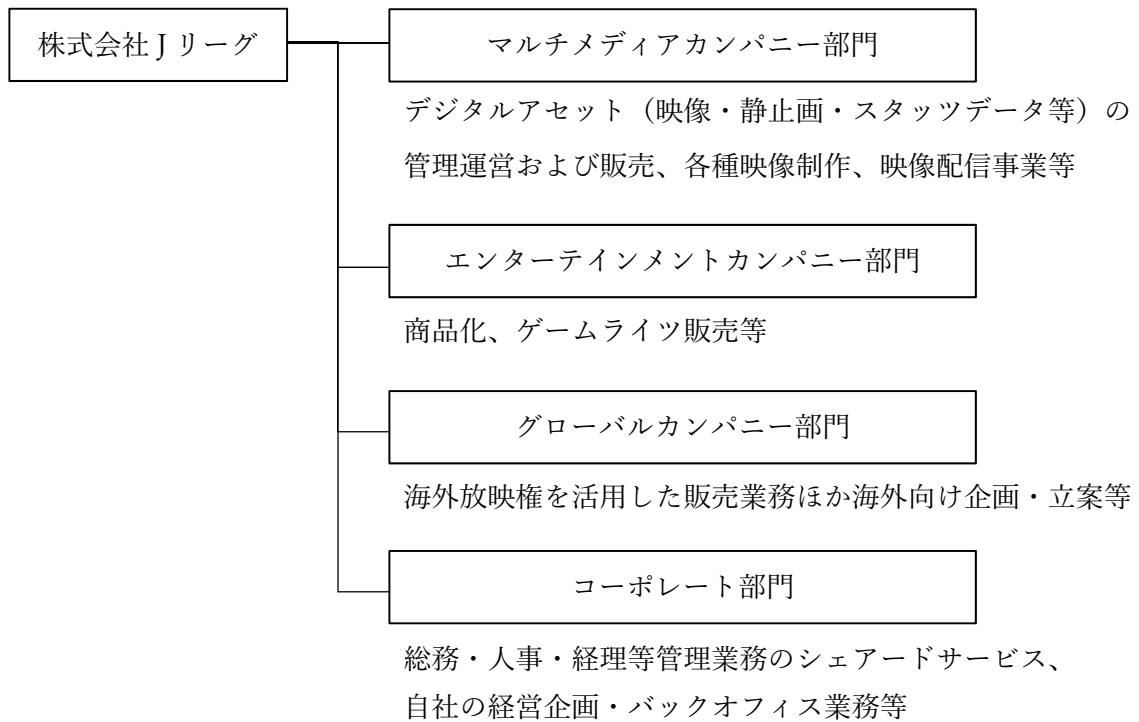 株式会社Jリーグ
マルチメディアカンパニー部門
デジタルアセット（映像・静止画・スタッツデータ等）の
管理運営および販売、各種映像制作、映像配信事業等
エンターテインメントカンパニー部門
商品化、ゲームライツ販売等
グローバルカンパニー部門
海外放映権を活用した販売業務ほか海外向け企画・立案等
コーポレート部門
総務・人事・経理等管理業務のシェアードサービス、
自社の経営企画・バックオフィス業務等